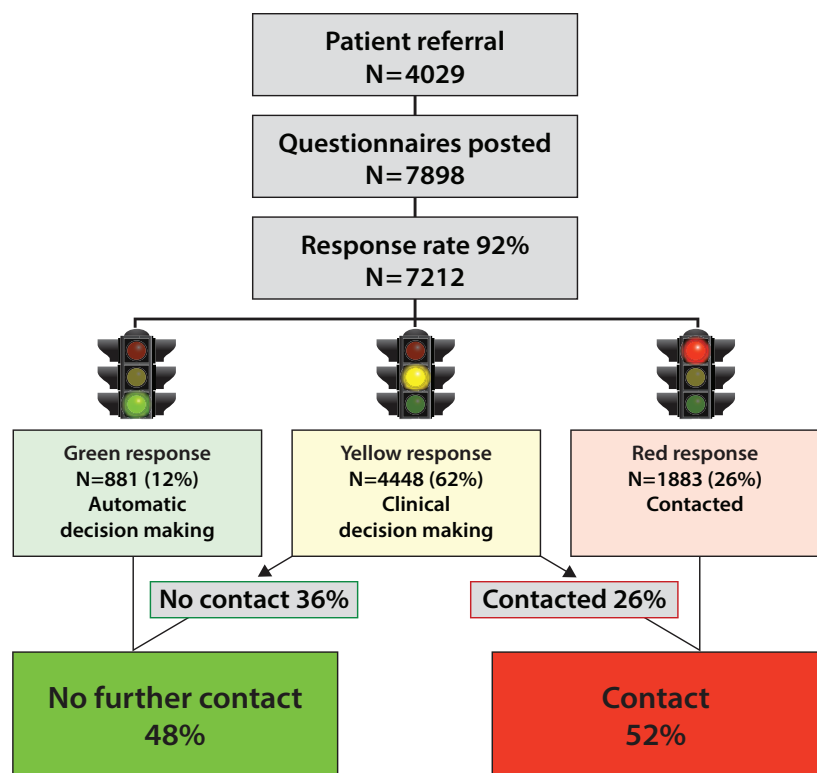 Patient referral
N=4029
Questionnaires posted
N=7898
Response rate 92%
N=7212
Green response
N=881 (12%)
Automatic
decision making
Yellow response
N=4448 (62%)
Clinical
decision making
Red response
N=1883 (26%)
Contacted
No contact 36%
Contacted 26%
No further contact
48%
Contact
52%